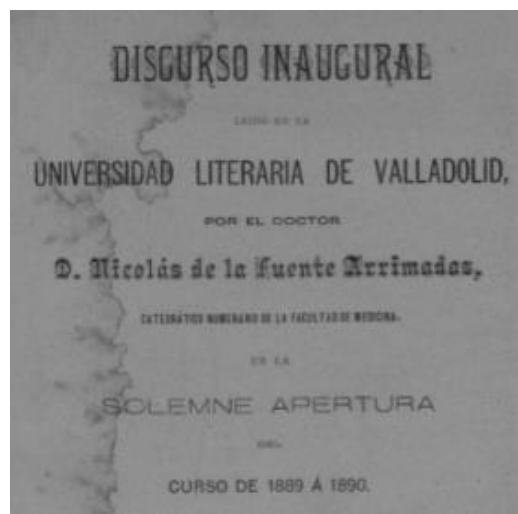 DISCURSO INAUGURAL
LEIDO EN LA
UNIVERSIDAD LITERARIA DE VALLADOLID,
POR EL DOCTOR
D. Nicolás de la Fuente Arrimadas,
CATEDRÁTICO NUMERARIO DE LA FACULTAD DE MEDICINA.
EN LA
SOLEMNE APERTURA
DEL
CURSO DE 1889 Á 1890.